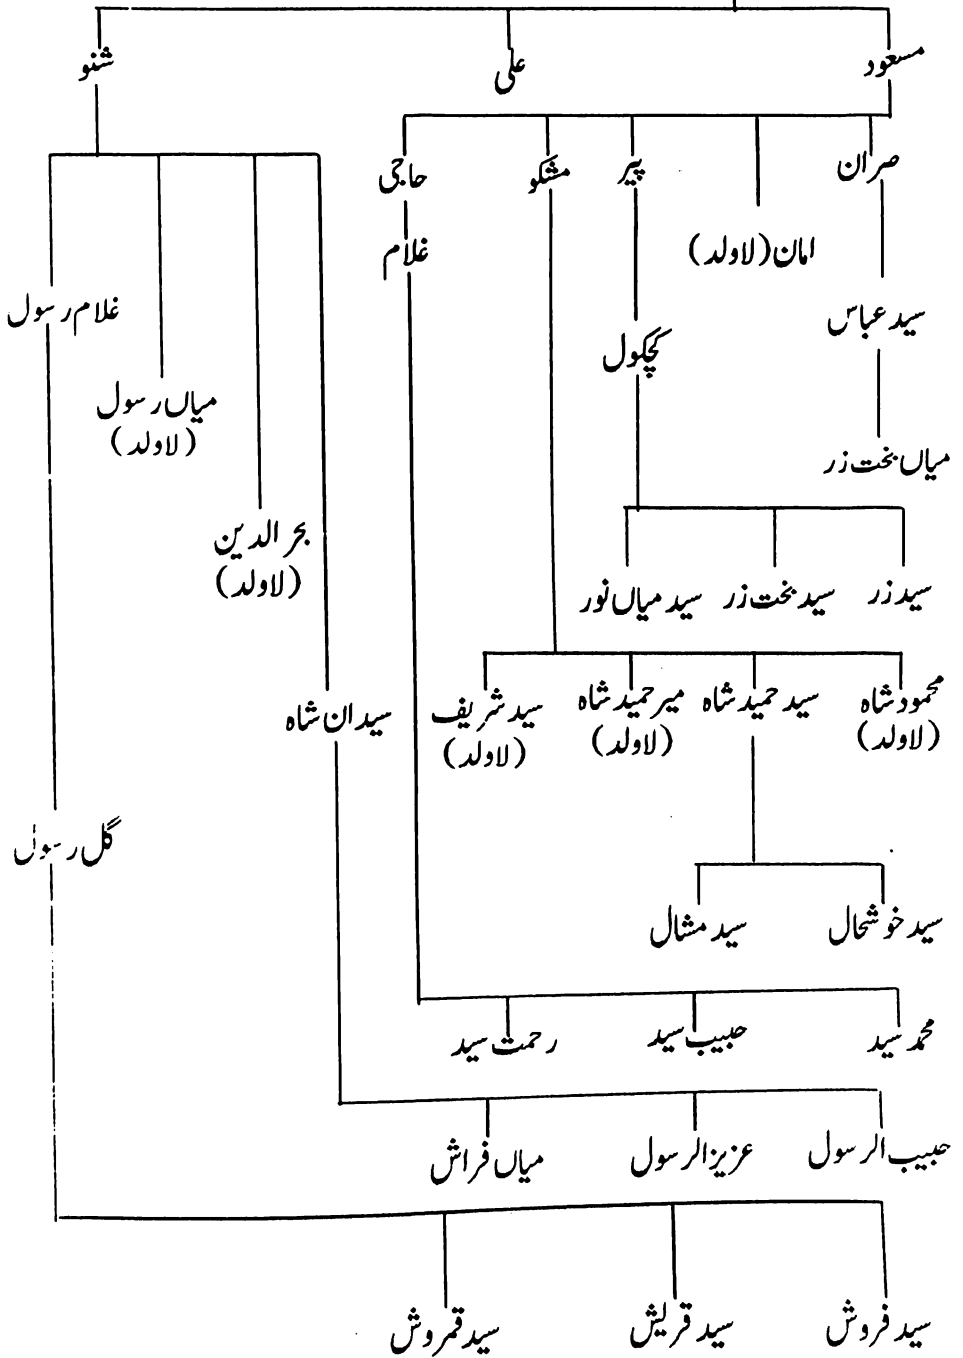 مسعود علی شنو
صران پیر مشکو حاجی
امان (لاولد) غلام
سید عباس غلام رسول
کچکول
میاں رسول
(لاولد)
میاں بخت زر
بحر الدین
(لاولد)
سید زر سید بخت زر سید میاں نور
محمود شاہ سید حمید شاہ میر حمید شاہ سید شریف سیدان شاہ
(لاولد) (لاولد) (لاولد)
گل رسول
سید خوشحال سید مشال
محمد سید حبیب سید رحمت سید
حبیب الرسول عزیز الرسول میاں فراش
سید فروش سید قریش سید قمروش